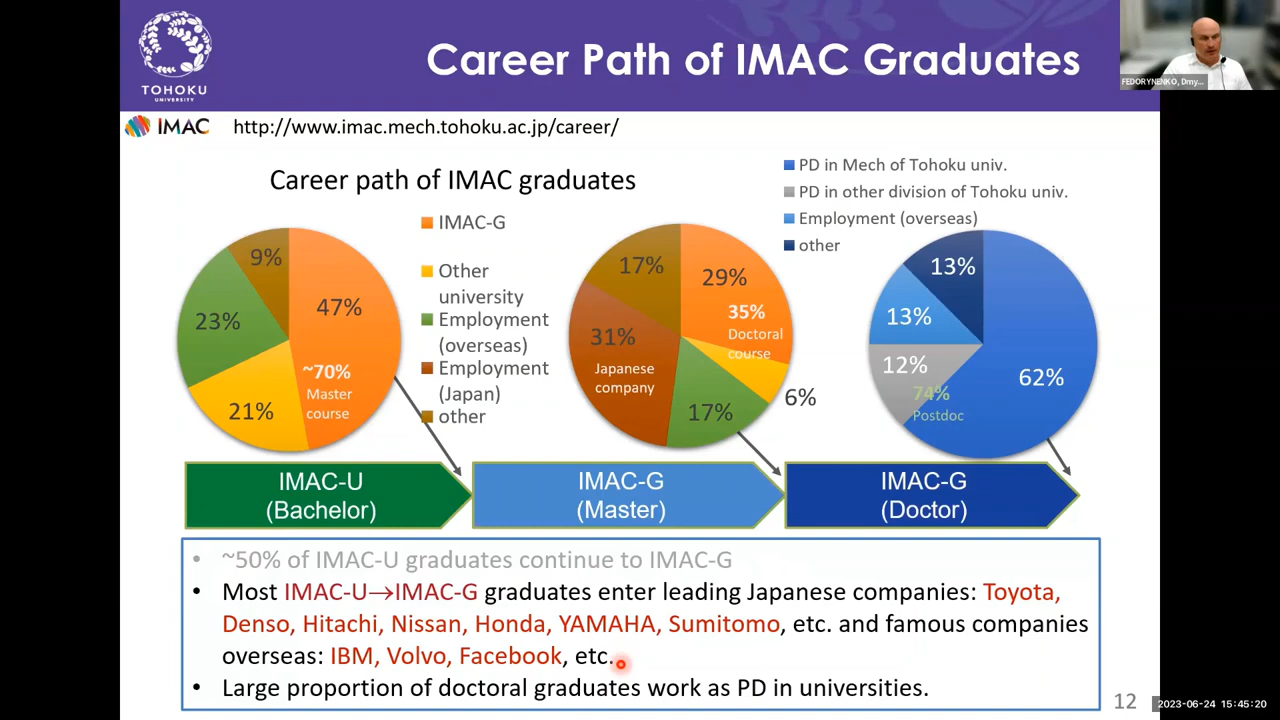 Career Path of IMAC Graduates
TOHOKU
UNIVERSITY
FEDORYNENKO, Dmy...
IMAC
http://www.imac.mech.tohoku.ac.jp/career/
Career path of IMAC graduates
IMAC-G
Other
university
Employment
(overseas)
Employment
(Japan)
other
PD in Mech of Tohoku univ.
PD in other division of Tohoku univ.
Employment (overseas)
other
9%
47%
23%
~70%
Master
course
21%
17%
29%
35%
Doctoral
course
31%
Japanese
company
17%
6%
13%
13%
12%
74%
Postdoc
62%
IMAC-U
(Bachelor)
IMAC-G
(Master)
IMAC-G
(Doctor)
• ~50% of IMAC-U graduates continue to IMAC-G
• Most IMAC-U→IMAC-G graduates enter leading Japanese companies: Toyota,
Denso, Hitachi, Nissan, Honda, YAMAHA, Sumitomo, etc. and famous companies
overseas: IBM, Volvo, Facebook, etc.
• Large proportion of doctoral graduates work as PD in universities.
12
2023-06-24 15:45:20